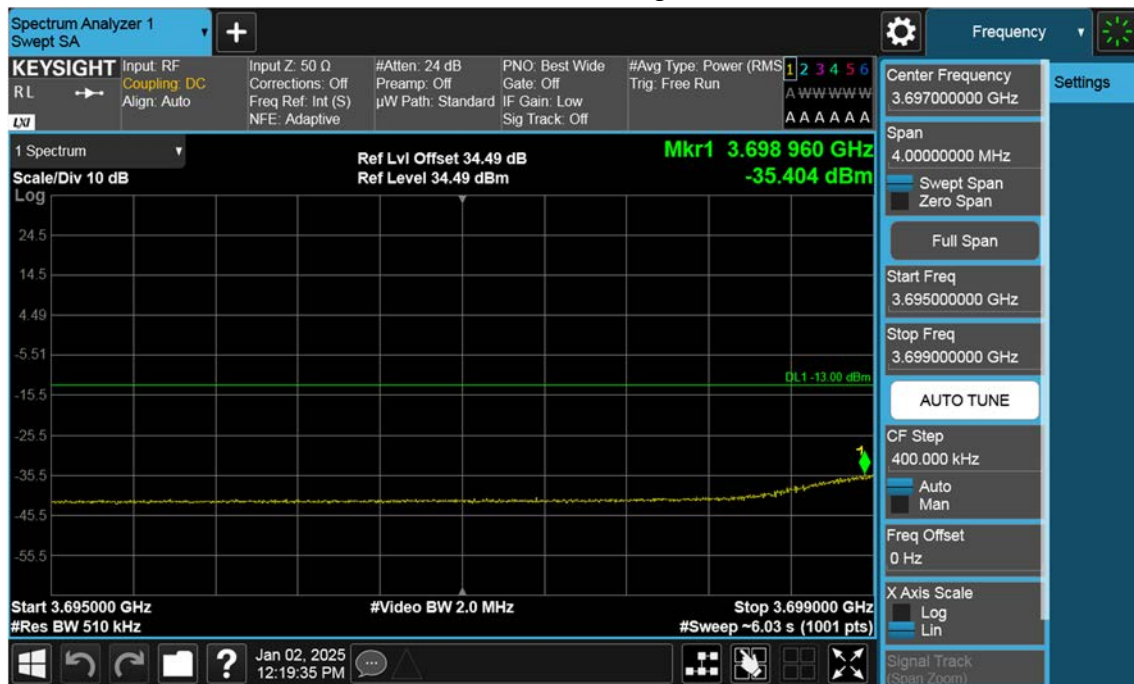 Spectrum Analyzer 1
Swept SA
+
Frequency
KEYSIGHT
RL
LXI
Input: RF
Coupling: DC
Align: Auto
Input Z: 50 Ω
Corrections: Off
Freq Ref: Int (S)
NFE: Adaptive
#Atten: 24 dB
Preamp: Off
µW Path: Standard
PNO: Best Wide
Gate: Off
IF Gain: Low
Sig Track: Off
#Avg Type: Power (RMS
Trig: Free Run
1 2 3 4 5 6
A W W W W W
A A A A A A
1 Spectrum
Scale/Div 10 dB
Ref Lvl Offset 34.49 dB
Ref Level 34.49 dBm
Mkr1 3.698 960 GHz
-35.404 dBm
Log
24.5
14.5
4.49
-5.51
DL1 -13.00 dBm
-15.5
-25.5
1
-35.5
-45.5
-55.5
Start 3.695000 GHz
#Res BW 510 kHz
#Video BW 2.0 MHz
Stop 3.699000 GHz
#Sweep ~6.03 s (1001 pts)
?
Jan 02, 2025
12:19:35 PM
Center Frequency
3.697000000 GHz
Span
4.00000000 MHz
Swept Span
Zero Span
Full Span
Start Freq
3.695000000 GHz
Stop Freq
3.699000000 GHz
AUTO TUNE
CF Step
400.000 kHz
Auto
Man
Freq Offset
0 Hz
X Axis Scale
Log
Lin
Signal Track
(Span Zoom)
Settings